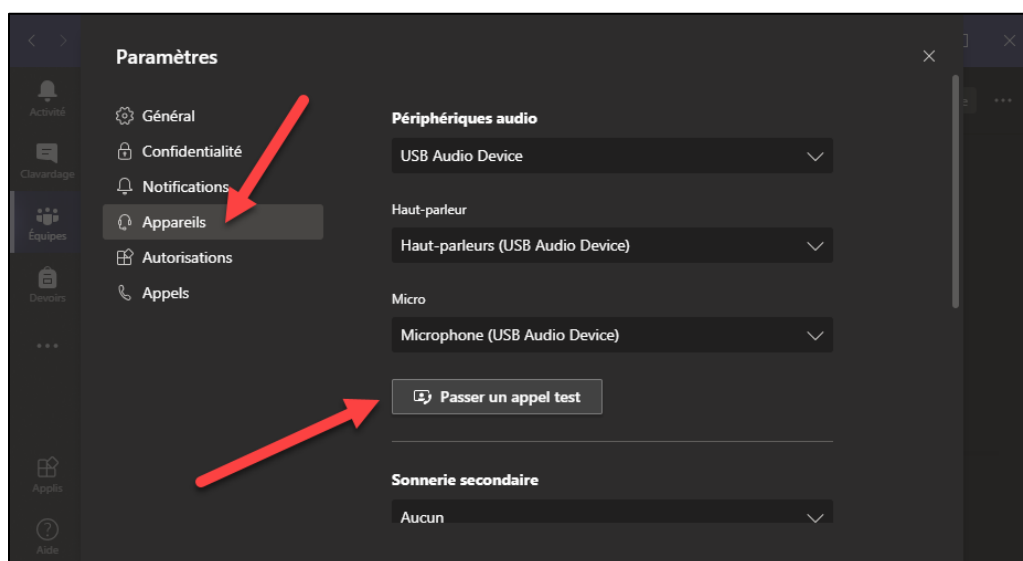 Paramètres
Activité
Clavardage
Équipes
Devoirs
Applis
Aide
Général
Confidentialité
Notifications
Appareils
Autorisations
Appels
Périphériques audio
USB Audio Device
Haut-parleur
Haut-parleurs (USB Audio Device)
Micro
Microphone (USB Audio Device)
Passer un appel test
Sonnerie secondaire
Aucun